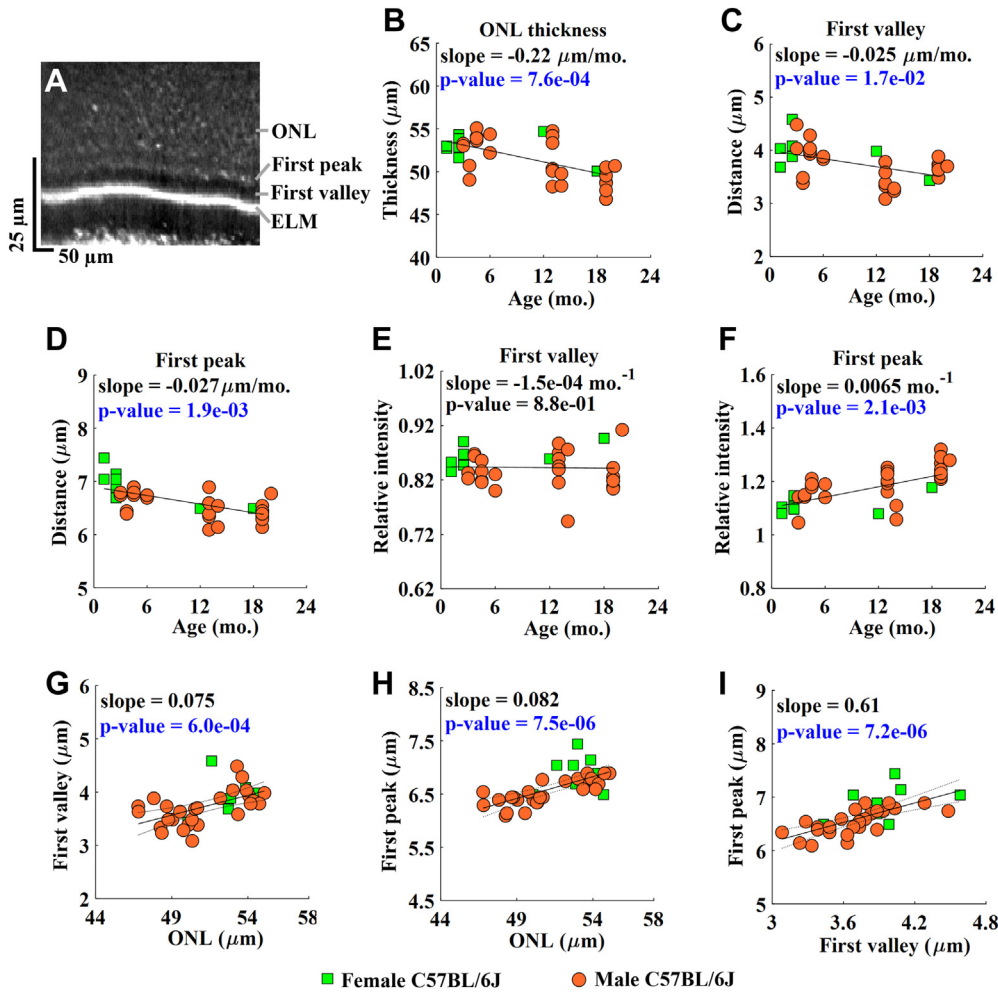 A
ONL
First peak
First valley
ELM
25 µm
50 µm
B
ONL thickness
slope = -0.22 µm/mo.
p-value = 7.6e-04
Thickness (µm)
65
60
55
50
45
40
0
6
12
18
24
Age (mo.)
C
First valley
slope = -0.025 µm/mo.
p-value = 1.7e-02
Distance (µm)
6
5
4
3
2
0
6
12
18
24
Age (mo.)
D
First peak
slope = -0.027µm/mo.
p-value = 1.9e-03
Distance (µm)
9
8
7
6
5
0
6
12
18
24
Age (mo.)
E
First valley
slope = -1.5e-04 mo.⁻¹
p-value = 8.8e-01
Relative intensity
1.02
0.92
0.82
0.72
0.62
0
6
12
18
24
Age (mo.)
F
First peak
slope = 0.0065 mo.⁻¹
p-value = 2.1e-03
Relative intensity
1.6
1.4
1.2
1
0.8
0
6
12
18
24
Age (mo.)
G
slope = 0.075
p-value = 6.0e-04
First valley (µm)
6
5
4
3
2
44
49
54
58
ONL (µm)
H
slope = 0.082
p-value = 7.5e-06
First peak (µm)
8.5
7.5
6.5
5.5
4.5
44
49
54
58
ONL (µm)
I
slope = 0.61
p-value = 7.2e-06
First peak (µm)
9
8
7
6
5
3
3.6
4.2
4.8
First valley (µm)
Female C57BL/6J
Male C57BL/6J